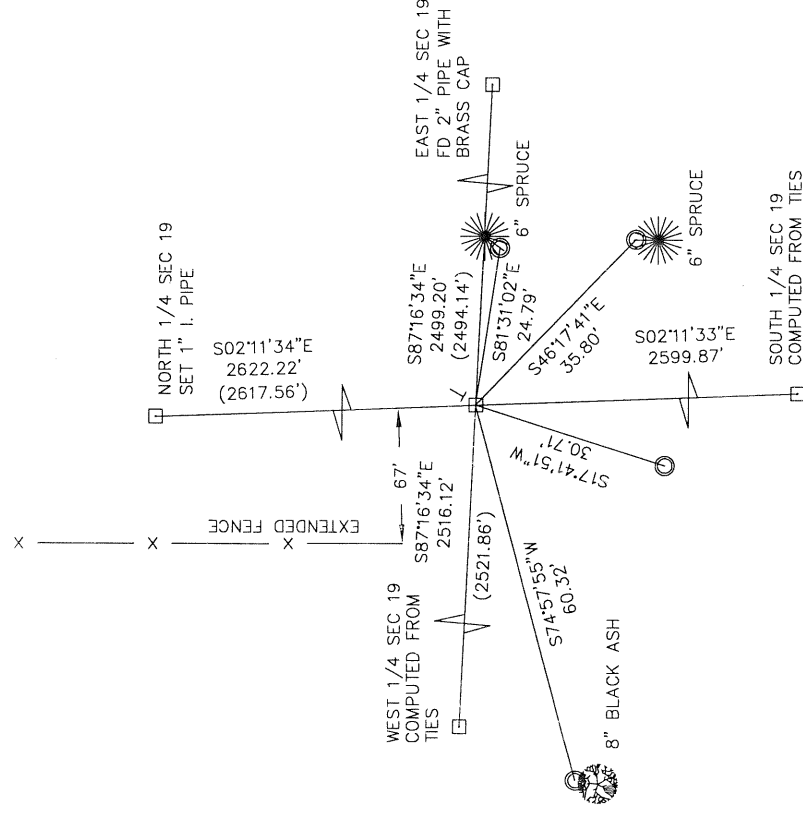 EAST 1/4 SEC 19
FD 2" PIPE WITH
BRASS CAP
NORTH 1/4 SEC 19
SET 1" I. PIPE
S02°11'34"E
2622.22'
(2617.56')
S87°16'34"E
2499.20'
(2494.14')
6" SPRUCE
S81°31'02"E
24.79'
S46°17'41"E
35.80'
6" SPRUCE
S02°11'33"E
2599.87'
SOUTH 1/4 SEC 19
COMPUTED FROM TIES
S17°41'51"W
30.71'
67'
S87°16'34"E
2516.12'
(2521.86')
X
X
X
EXTENDED FENCE
WEST 1/4 SEC 19
COMPUTED FROM
TIES
S74°57'55"W
60.32'
8" BLACK ASH